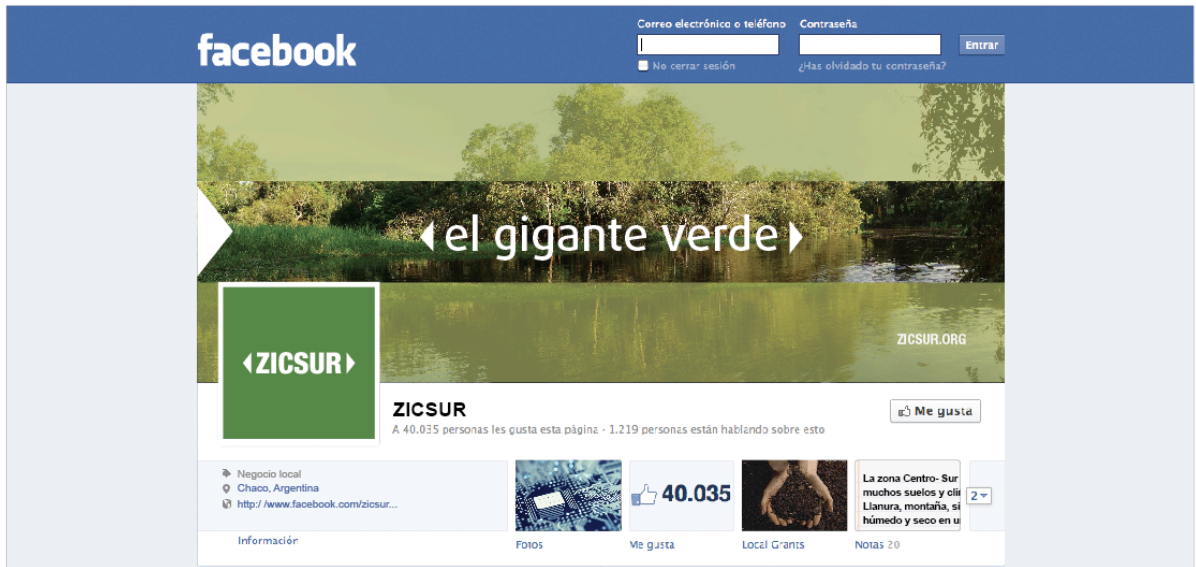 facebook
Correo electrónico o teléfono
Contraseña
Entrar
No cerrar sesión
¿Has olvidado tu contraseña?
el gigante verde
ZICSUR.ORG
ZICSUR
ZICSUR
Me gusta
A 40.035 personas les gusta esta página · 1,219 personas están hablando sobre esto
Negocio local
Chaco, Argentina
http: /www.facebook.com/zicsur...
Información
Fotos
40.035
Me gusta
Local Grants
La zona Centro- Sur
muchos suelos y cli
Llanura, montaña, si
húmedo y seco en u
Notas 20
2